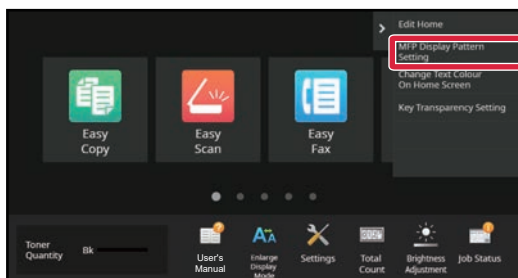 Edit Home
MFP Display Pattern
Setting
Change Text Colour
On Home Screen
Key Transparency Setting
Easy
Copy
Easy
Scan
Easy
Fax
Toner
Quantity
Bk
User's
Manual
Enlarge
Display
Mode
Settings
Total
Count
Brightness
Adjustment
Job Status